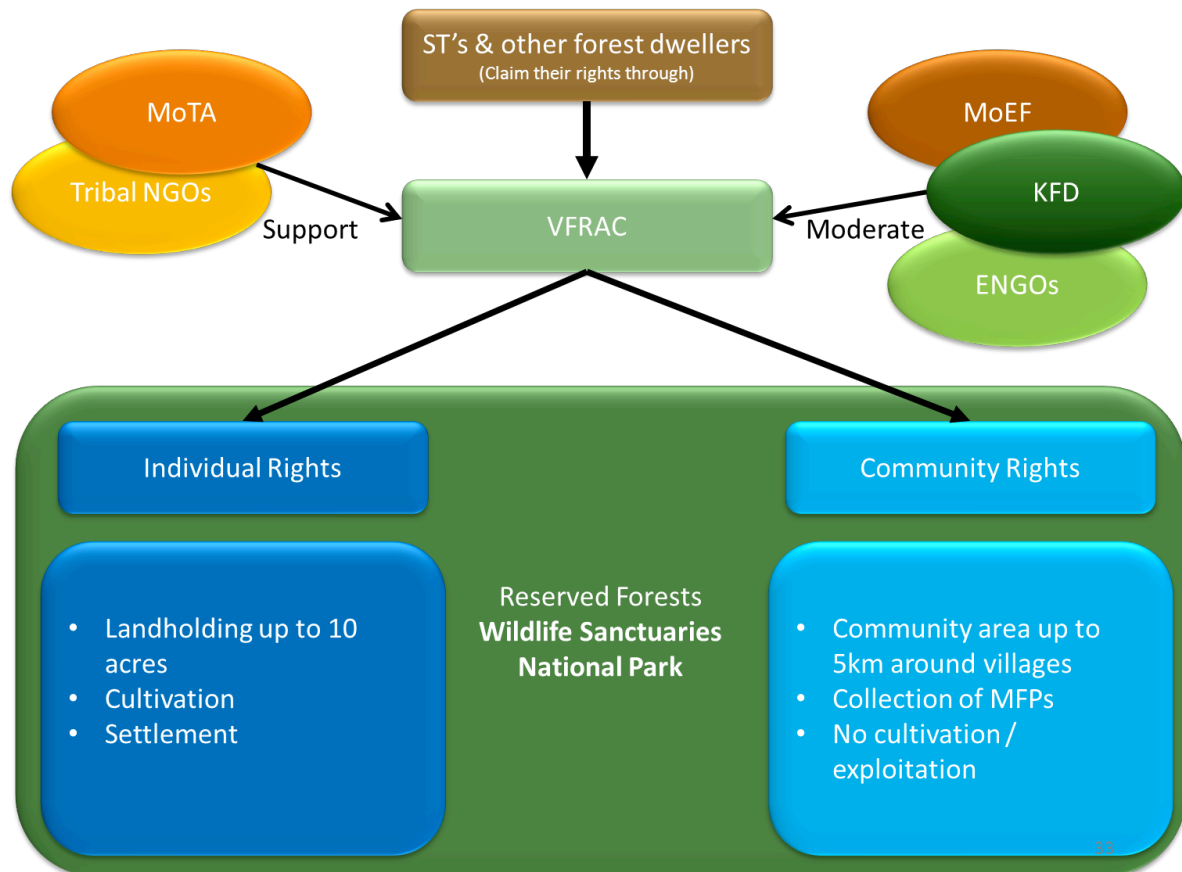 ST's & other forest dwellers
(Claim their rights through)
MoTA
Tribal NGOs
Support
VFRAC
MoEF
KFD
ENGOs
Moderate
Individual Rights
Community Rights
• Landholding up to 10
acres
• Cultivation
• Settlement
Reserved Forests
Wildlife Sanctuaries
National Park
• Community area up to
5km around villages
• Collection of MFPs
• No cultivation /
exploitation
33